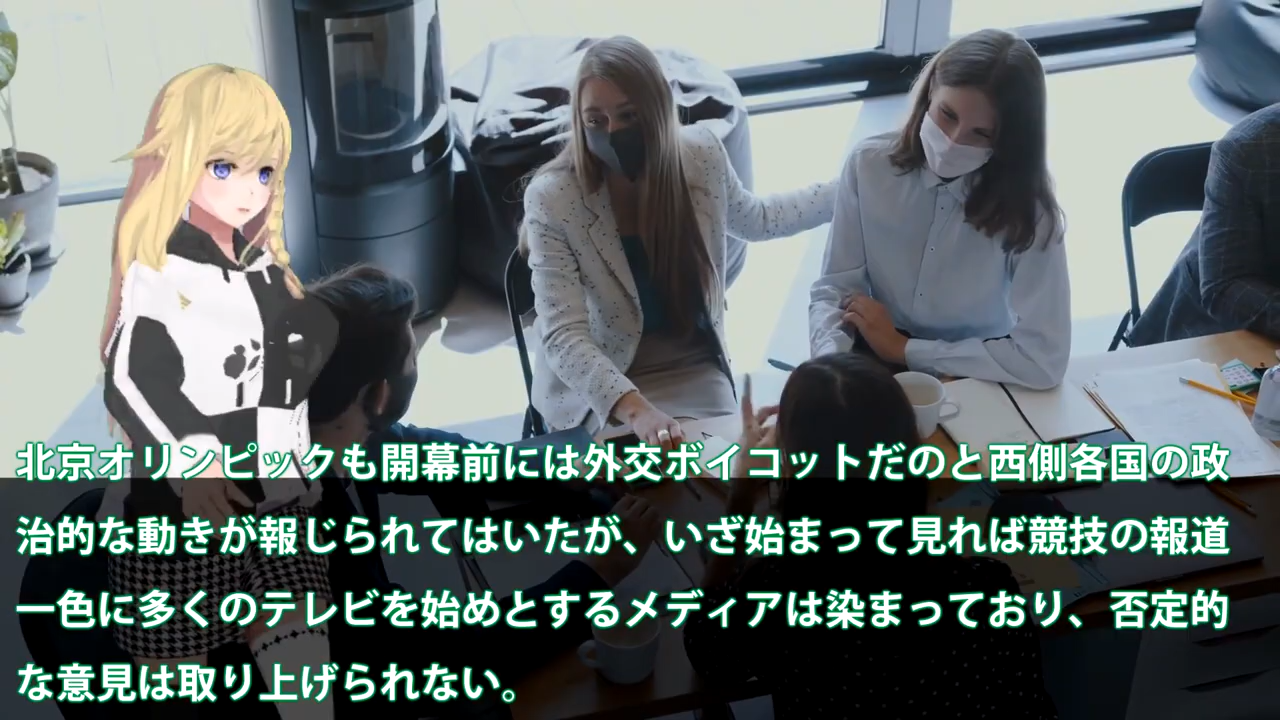 北京オリンピックも開幕前には外交ボイコットだのと西側各国の政
治的な動きが報じられてはいたが、いざ始まって見れば競技の報道
一色に多くのテレビを始めとするメディアは染まっており、否定的
な意見は取り上げられない。